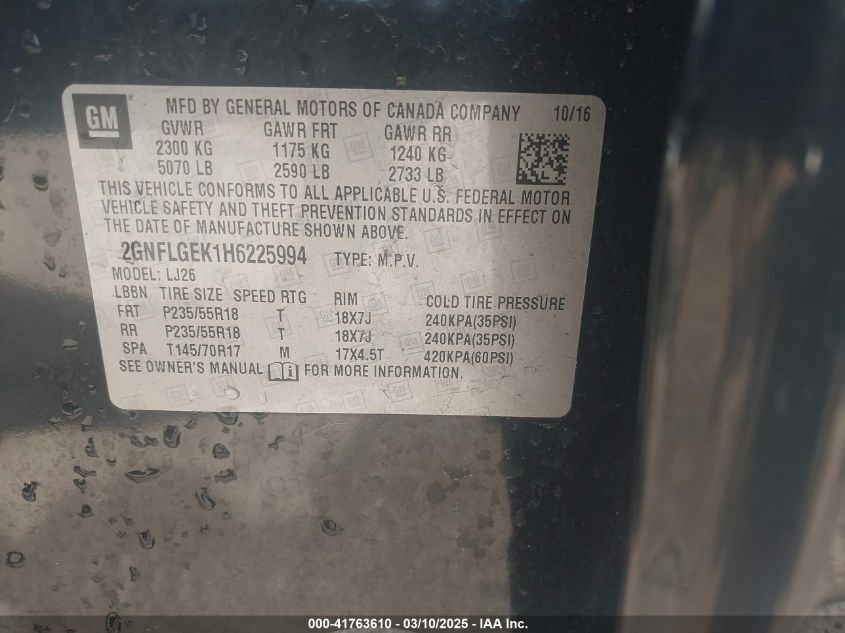 GM
MFD BY GENERAL MOTORS OF CANADA COMPANY 10/16
GVWR GAWR FRT GAWR RR
2300 KG 1175 KG 1240 KG
5070 LB 2590 LB 2733 LB
THIS VEHICLE CONFORMS TO ALL APPLICABLE U.S. FEDERAL MOTOR
VEHICLE SAFETY AND THEFT PREVENTION STANDARDS IN EFFECT ON
THE DATE OF MANUFACTURE SHOWN ABOVE.
2GNFLGEK1H6225994 TYPE: M.P.V.
MODEL: LJ26
LBBN TIRE SIZE SPEED RTG RIM COLD TIRE PRESSURE
FRT P235/55R18 T 18X7J 240KPA(35PSI)
RR P235/55R18 T 18X7J 240KPA(35PSI)
SPA T145/70R17 M 17X4.5T 420KPA(60PSI)
SEE OWNER'S MANUAL FOR MORE INFORMATION.
000-41763610 - 03/10/2025 - IAA Inc.